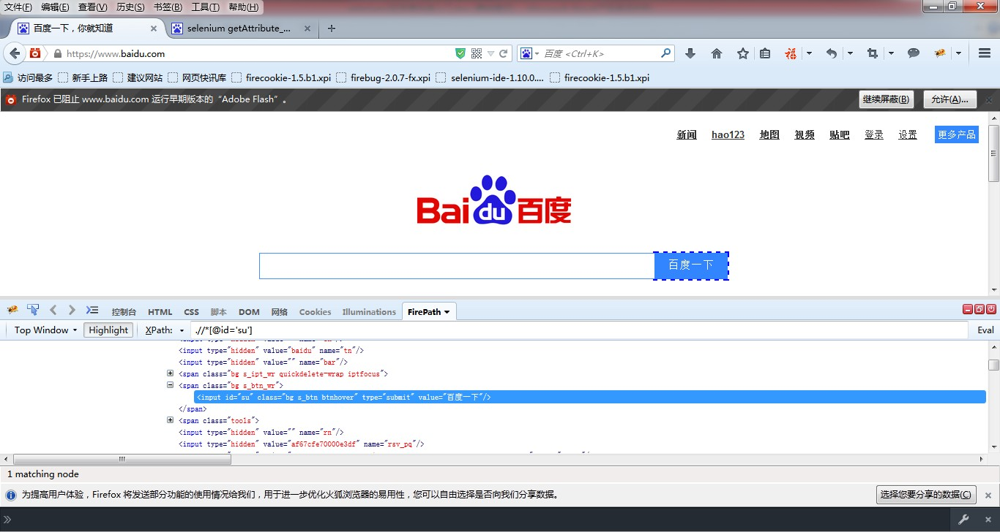 文件(F) 编辑(E) 查看(V) 历史(S) 书签(B) 工具(T) 帮助(H)
百度一下，你就知道 selenium getAttribute_...
https://www.baidu.com 百度 <Ctrl+K> 福
访问最多 新手上路 建议网站 网页快讯库 firecookie-1.5.b1.xpi firebug-2.0.7-fx.xpi selenium-ide-1.10.0.... firecookie-1.5.b1.xpi
Firefox 已阻止 www.baidu.com 运行早期版本的“Adobe Flash”。 继续屏蔽(B) 允许(A)...
新闻 hao123 地图 视频 贴吧 登录 设置 更多产品
Bai du 百度
百度一下
控制台 HTML CSS 脚本 DOM 网络 Cookies Illuminations FirePath
Top Window Highlight XPath: .//*[@id='su'] Eval
<input type="hidden" value="baidu" name="tn"/>
<input type="hidden" value="" name="bar"/>
<span class="bg s_ipt_wr quickdelete-wrap iptfocus">
<span class="bg s_btn_wr">
<input id="su" class="bg s_btn btnhover" type="submit" value="百度一下"/>
</span>
<span class="tools">
<input type="hidden" value="" name="rn"/>
<input type="hidden" value="af67cfe70000e3df" name="rsv_pq"/>
1 matching node
为提高用户体验，Firefox 将发送部分功能的使用情况给我们，用于进一步优化火狐浏览器的易用性，您可以自由选择是否向我们分享数据。 选择您要分享的数据(C)